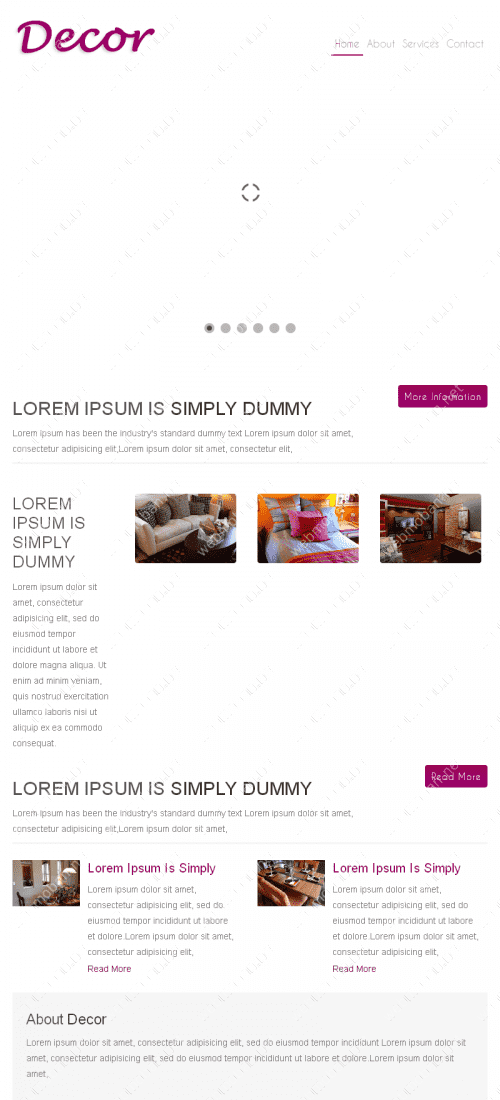 Decor
Home About Services Contact
More Information
LOREM IPSUM IS SIMPLY DUMMY
Lorem ipsum has been the industry's standard dummy text Lorem ipsum dolor sit amet,
consectetur adipisicing elit,Lorem ipsum dolor sit amet, consectetur elit,
LOREM
IPSUM IS
SIMPLY
DUMMY
Lorem ipsum dolor sit
amet, consectetur
adipisicing elit, sed do
eiusmod tempor
incididunt ut labore et
dolore magna aliqua. Ut
enim ad minim veniam,
quis nostrud exercitation
ullamco laboris nisi ut
aliquip ex ea commodo
consequat.
Read More
LOREM IPSUM IS SIMPLY DUMMY
Lorem ipsum has been the industry's standard dummy text Lorem ipsum dolor sit amet,
consectetur adipisicing elit,Lorem ipsum dolor sit amet,
Lorem Ipsum Is Simply
Lorem ipsum dolor sit amet,
consectetur adipisicing elit, sed do
eiusmod tempor incididunt ut labore
et dolore.Lorem ipsum dolor sit amet,
consectetur adipisicing elit,
Read More
Lorem Ipsum Is Simply
Lorem ipsum dolor sit amet,
consectetur adipisicing elit, sed do
eiusmod tempor incididunt ut labore
et dolore.Lorem ipsum dolor sit amet,
consectetur adipisicing elit,
Read More
About Decor
Lorem ipsum dolor sit amet, consectetur adipisicing elit, sed do eiusmod tempor incididunt Lorem ipsum dolor sit
amet, consectetur adipisicing elit, sed do eiusmod tempor incididunt ut labore et dolore.Lorem ipsum dolor sit
amet,